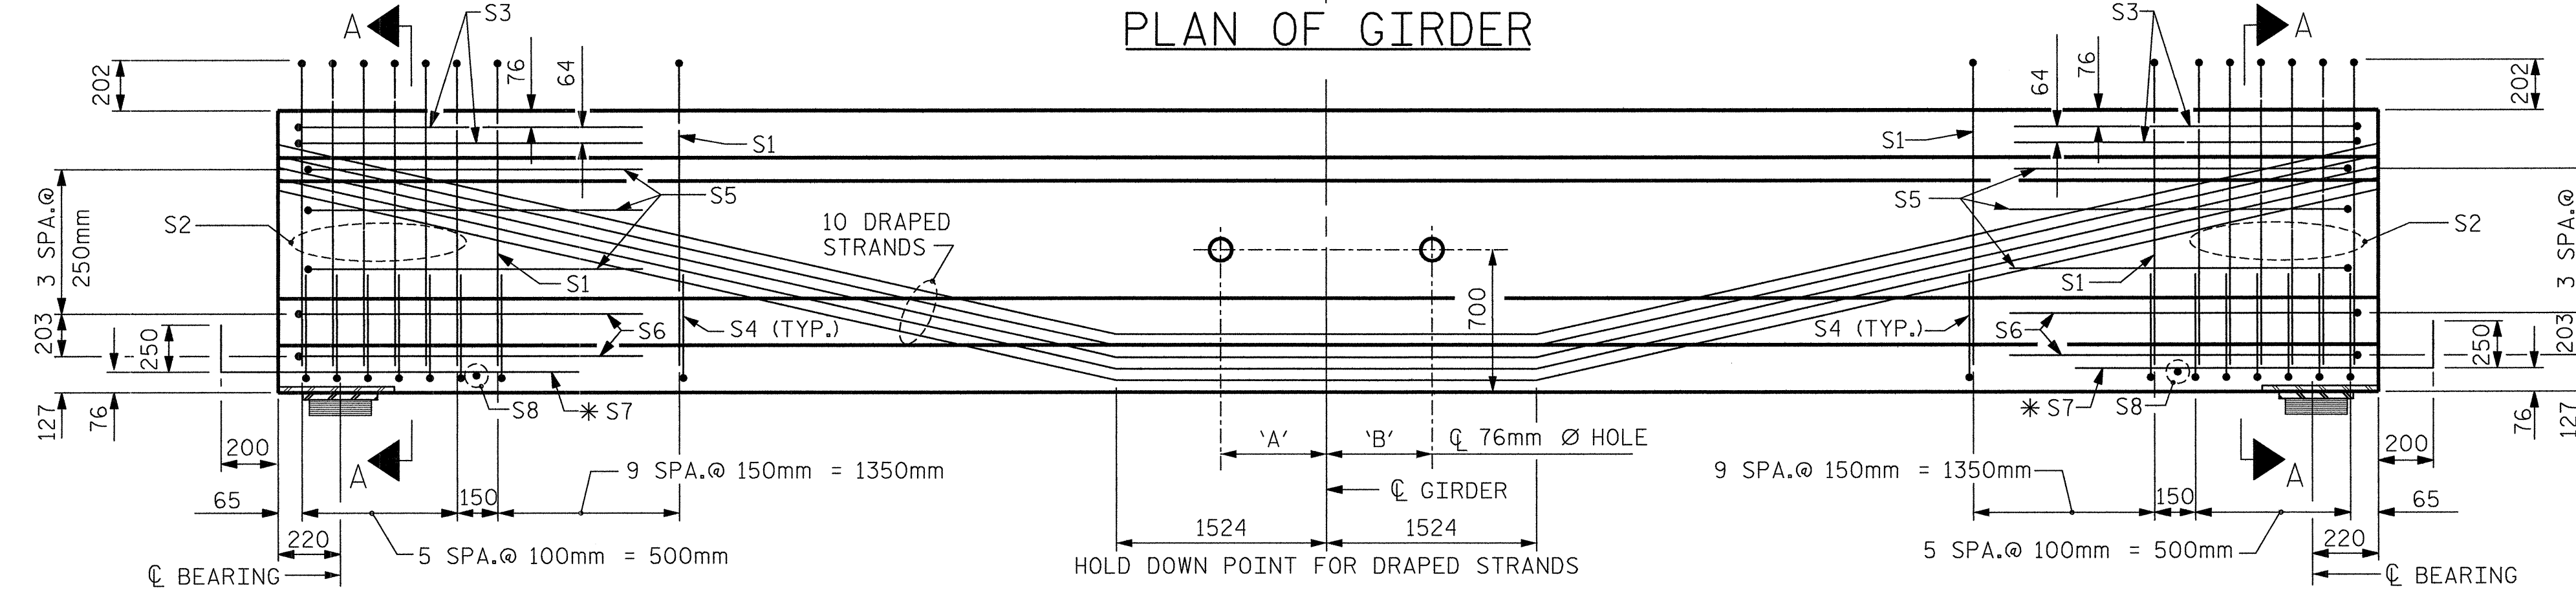 PLAN OF GIRDER
A
S3
S3
A
202
76
64
64
76
202
S1
S1
3 SPA.@
250mm
S2
S5
10 DRAPED
STRANDS
S5
S2
3 SPA.@
S1
S1
700
203
250
S6
S4 (TYP.)
S4 (TYP.)
S6
250
203
127
76
S8
✳ S7
✳ S7
S8
76
127
200
A
'A'
'B'
℄ 76mm Ø HOLE
A
200
9 SPA.@ 150mm = 1350mm
9 SPA.@ 150mm = 1350mm
65
150
℄ GIRDER
150
65
220
5 SPA.@ 100mm = 500mm
1524
1524
5 SPA.@ 100mm = 500mm
220
℄ BEARING
HOLD DOWN POINT FOR DRAPED STRANDS
℄ BEARING